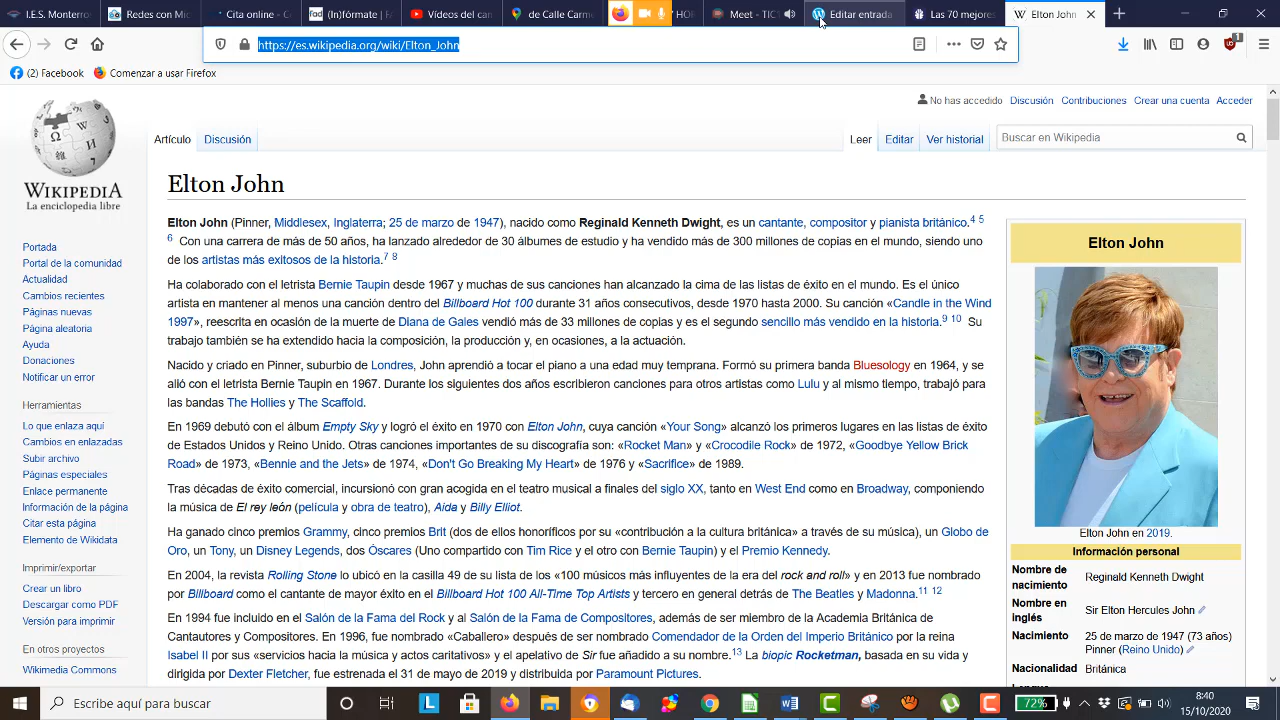 I.E.S. Monterro
Redes con Mic
Cita online - G
(In)fórmate | F
Vídeos del can
do Calle Carme
HOR
Meet - TIC1
Editar entrada
Las 70 mejores
Elton John
https://es.wikipedia.org/wiki/Elton_John
(2) Facebook
Comenzar a usar Firefox
No has accedido Discusión Contribuciones Crear una cuenta Acceder
Artículo Discusión
Leer Editar Ver historial
Buscar en Wikipedia
WIKIPEDIA
La enciclopedia libre
Portada
Portal de la comunidad
Actualidad
Cambios recientes
Páginas nuevas
Página aleatoria
Ayuda
Donaciones
Notificar un error
Herramientas
Lo que enlaza aquí
Cambios en enlazadas
Subir archivo
Páginas especiales
Enlace permanente
Información de la página
Citar esta página
Elemento de Wikidata
Imprimir/exportar
Crear un libro
Descargar como PDF
Versión para imprimir
En otros proyectos
Wikimedia Commons
Elton John
Elton John (Pinner, Middlesex, Inglaterra; 25 de marzo de 1947), nacido como Reginald Kenneth Dwight, es un cantante, compositor y pianista británico.4 5
6 Con una carrera de más de 50 años, ha lanzado alrededor de 30 álbumes de estudio y ha vendido más de 300 millones de copias en el mundo, siendo uno
de los artistas más exitosos de la historia.7 8
Ha colaborado con el letrista Bernie Taupin desde 1967 y muchas de sus canciones han alcanzado la cima de las listas de éxito en el mundo. Es el único
artista en mantener al menos una canción dentro del Billboard Hot 100 durante 31 años consecutivos, desde 1970 hasta 2000. Su canción «Candle in the Wind
1997», reescrita en ocasión de la muerte de Diana de Gales vendió más de 33 millones de copias y es el segundo sencillo más vendido en la historia.9 10 Su
trabajo también se ha extendido hacia la composición, la producción y, en ocasiones, a la actuación.
Nacido y criado en Pinner, suburbio de Londres, John aprendió a tocar el piano a una edad muy temprana. Formó su primera banda Bluesology en 1964, y se
alió con el letrista Bernie Taupin en 1967. Durante los siguientes dos años escribieron canciones para otros artistas como Lulu y al mismo tiempo, trabajó para
las bandas The Hollies y The Scaffold.
En 1969 debutó con el álbum Empty Sky y logró el éxito en 1970 con Elton John, cuya canción «Your Song» alcanzó los primeros lugares en las listas de éxito
de Estados Unidos y Reino Unido. Otras canciones importantes de su discografía son: «Rocket Man» y «Crocodile Rock» de 1972, «Goodbye Yellow Brick
Road» de 1973, «Bennie and the Jets» de 1974, «Don't Go Breaking My Heart» de 1976 y «Sacrifice» de 1989.
Tras décadas de éxito comercial, incursionó con gran acogida en el teatro musical a finales del siglo XX, tanto en West End como en Broadway, componiendo
la música de El rey león (película y obra de teatro), Aida y Billy Elliot.
Ha ganado cinco premios Grammy, cinco premios Brit (dos de ellos honoríficos por su «contribución a la cultura británica» a través de su música), un Globo de
Oro, un Tony, un Disney Legends, dos Óscares (Uno compartido con Tim Rice y el otro con Bernie Taupin) y el Premio Kennedy.
En 2004, la revista Rolling Stone lo ubicó en la casilla 49 de su lista de los «100 músicos más influyentes de la era del rock and roll» y en 2013 fue nombrado
por Billboard como el cantante de mayor éxito en el Billboard Hot 100 All-Time Top Artists y tercero en general detrás de The Beatles y Madonna.11 12
En 1994 fue incluido en el Salón de la Fama del Rock y al Salón de la Fama de Compositores, además de ser miembro de la Academia Británica de
Cantautores y Compositores. En 1996, fue nombrado «Caballero» después de ser nombrado Comendador de la Orden del Imperio Británico por la reina
Isabel II por sus «servicios hacia la música y actos caritativos» y el apelativo de Sir fue añadido a su nombre.13 La biopic Rocketman, basada en su vida y
dirigida por Dexter Fletcher, fue estrenada el 31 de mayo de 2019 y distribuida por Paramount Pictures.
Elton John
Elton John en 2019.
Información personal
Nombre de nacimiento Reginald Kenneth Dwight
Nombre en inglés Sir Elton Hercules John
Nacimiento 25 de marzo de 1947 (73 años)
Pinner (Reino Unido)
Nacionalidad Británica
Escribe aquí para buscar
72%
8:40
15/10/2020